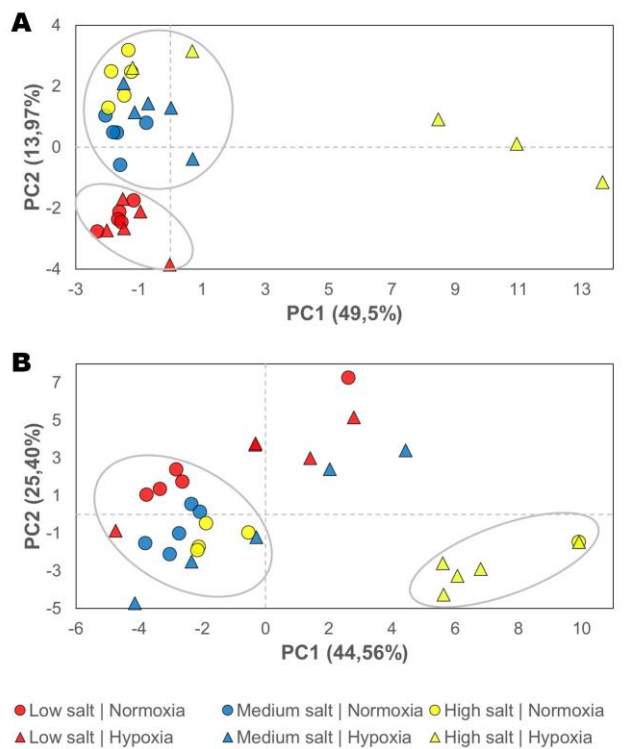 A
4
2
0
-2
-4
PC2 (13,97%)
-3 -1 1 3 5 7 9 11 13
PC1 (49,5%)
B
7
5
3
1
-1
-3
-5
PC2 (25,40%)
-6 -4 -2 0 2 4 6 8 10
PC1 (44,56%)
Low salt | Normoxia Medium salt | Normoxia High salt | Normoxia
Low salt | Hypoxia Medium salt | Hypoxia High salt | Hypoxia